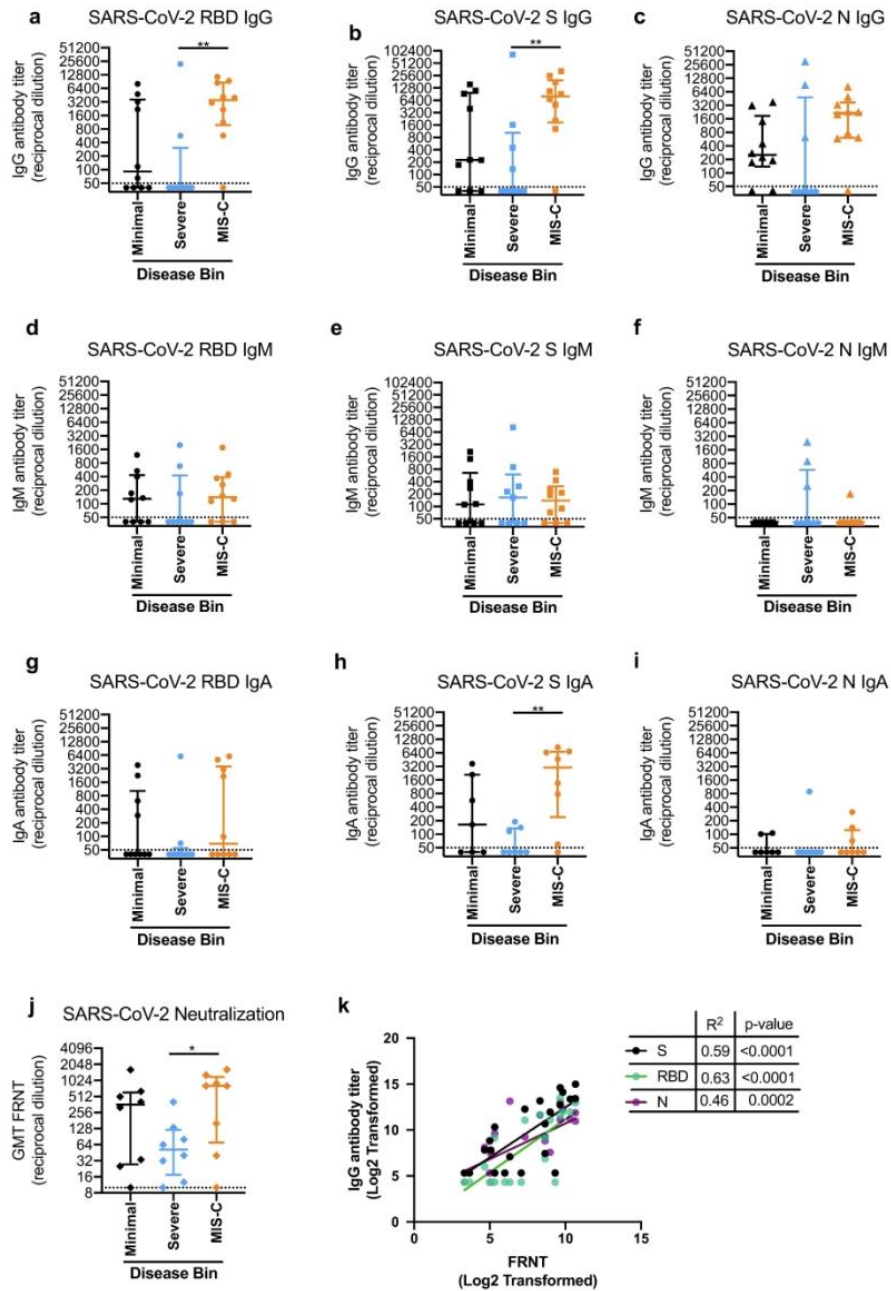 a
SARS-CoV-2 RBD IgG
IgG antibody titer
(reciprocal dilution)
51200
25600
12800
6400
3200
1600
800
400
200
100
50
**
Minimal
Severe
MIS-C
Disease Bin
b
SARS-CoV-2 S IgG
IgG antibody titer
(reciprocal dilution)
102400
51200
25600
12800
6400
3200
1600
800
400
200
100
50
**
Minimal
Severe
MIS-C
Disease Bin
c
SARS-CoV-2 N IgG
IgG antibody titer
(reciprocal dilution)
51200
25600
12800
6400
3200
1600
800
400
200
100
50
Minimal
Severe
MIS-C
Disease Bin
d
SARS-CoV-2 RBD IgM
IgM antibody titer
(reciprocal dilution)
51200
25600
12800
6400
3200
1600
800
400
200
100
50
Minimal
Severe
MIS-C
Disease Bin
e
SARS-CoV-2 S IgM
IgM antibody titer
(reciprocal dilution)
102400
51200
25600
12800
6400
3200
1600
800
400
200
100
50
Minimal
Severe
MIS-C
Disease Bin
f
SARS-CoV-2 N IgM
IgM antibody titer
(reciprocal dilution)
51200
25600
12800
6400
3200
1600
800
400
200
100
50
Minimal
Severe
MIS-C
Disease Bin
g
SARS-CoV-2 RBD IgA
IgA antibody titer
(reciprocal dilution)
51200
25600
12800
6400
3200
1600
800
400
200
100
50
Minimal
Severe
MIS-C
Disease Bin
h
SARS-CoV-2 S IgA
IgA antibody titer
(reciprocal dilution)
51200
25600
12800
6400
3200
1600
800
400
200
100
50
**
Minimal
Severe
MIS-C
Disease Bin
i
SARS-CoV-2 N IgA
IgA antibody titer
(reciprocal dilution)
51200
25600
12800
6400
3200
1600
800
400
200
100
50
Minimal
Severe
MIS-C
Disease Bin
j
SARS-CoV-2 Neutralization
GMT FRNT
(reciprocal dilution)
4096
2048
1024
512
256
128
64
32
16
8
*
Minimal
Severe
MIS-C
Disease Bin
k
IgG antibody titer
(Log2 Transformed)
20
15
10
5
0
0 5 10 15
FRNT
(Log2 Transformed)
R² p-value
S 0.59 <0.0001
RBD 0.63 <0.0001
N 0.46 0.0002